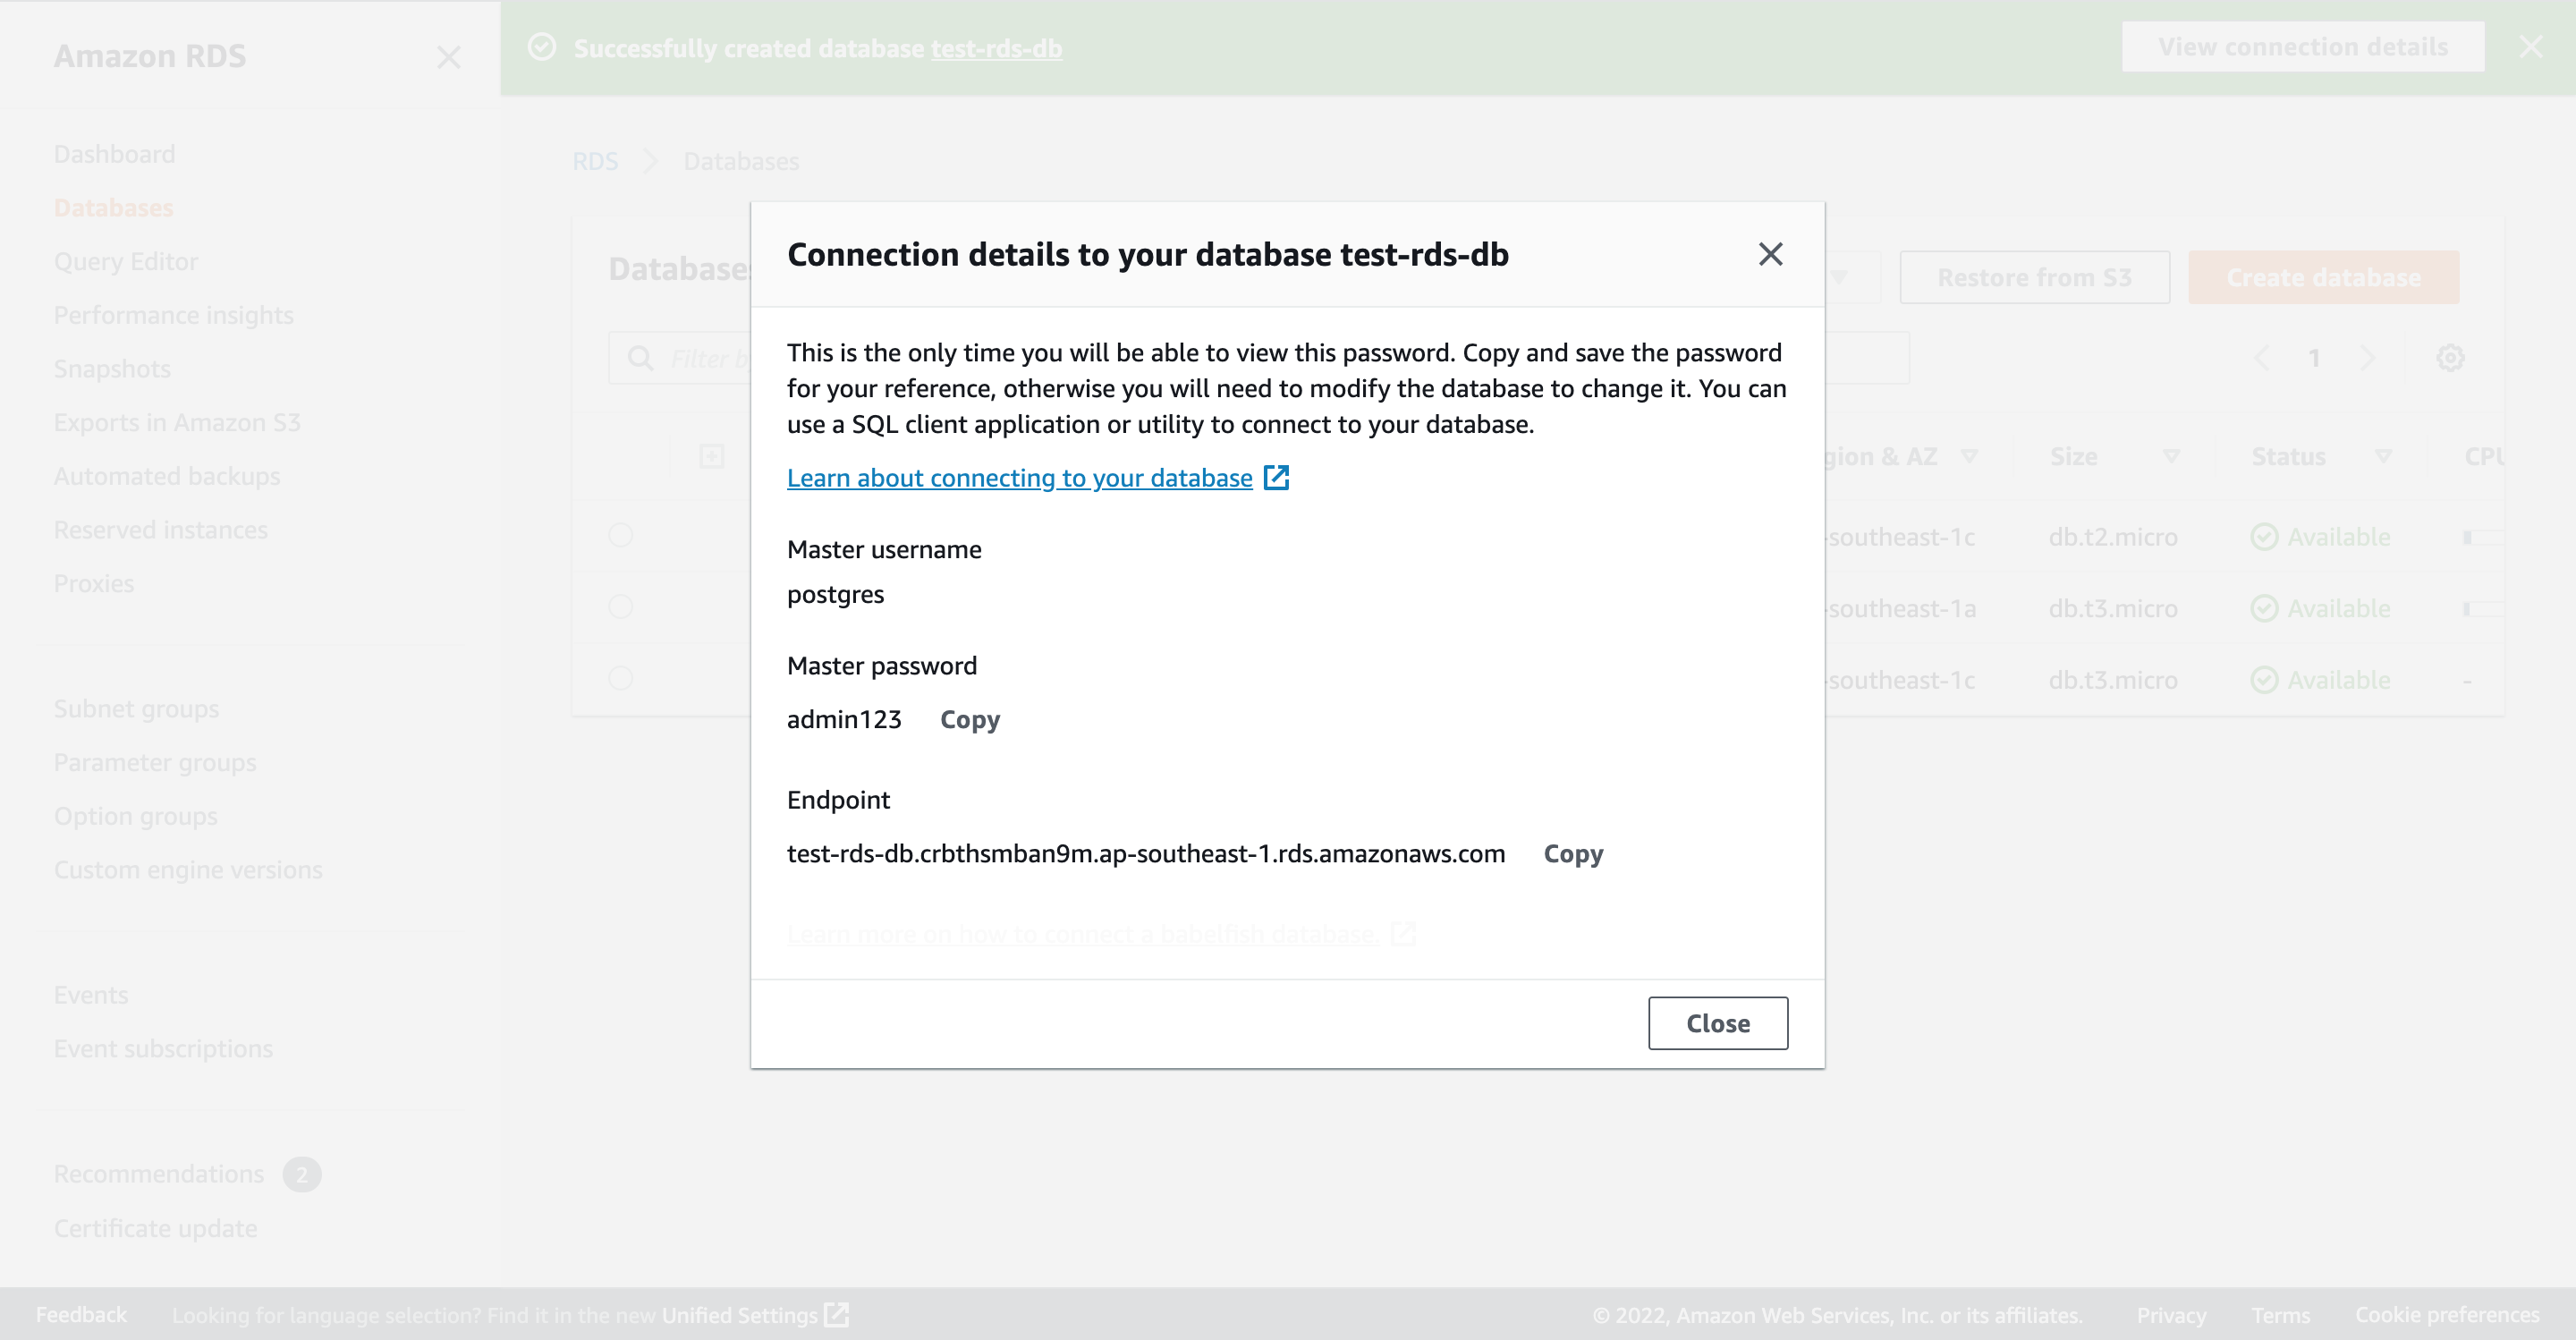 Amazon RDS
Successfully created database test-rds-db
View connection details
Dashboard
Databases
Query Editor
Performance insights
Snapshots
Exports in Amazon S3
Automated backups
Reserved instances
Proxies
Subnet groups
Parameter groups
Option groups
Custom engine versions
Events
Event subscriptions
Recommendations 2
Certificate update
RDS > Databases
Databases
Restore from S3
Create database
Filter by
1
gion & AZ Size Status CPU
-southeast-1c db.t2.micro Available
-southeast-1a db.t3.micro Available
-southeast-1c db.t3.micro Available -
Connection details to your database test-rds-db
This is the only time you will be able to view this password. Copy and save the password
for your reference, otherwise you will need to modify the database to change it. You can
use a SQL client application or utility to connect to your database.
Learn about connecting to your database
Master username
postgres
Master password
admin123 Copy
Endpoint
test-rds-db.crbthsmban9m.ap-southeast-1.rds.amazonaws.com Copy
Learn more on how to connect a babelfish database.
Close
Feedback Looking for language selection? Find it in the new Unified Settings © 2022, Amazon Web Services, Inc. or its affiliates. Privacy Terms Cookie preferences